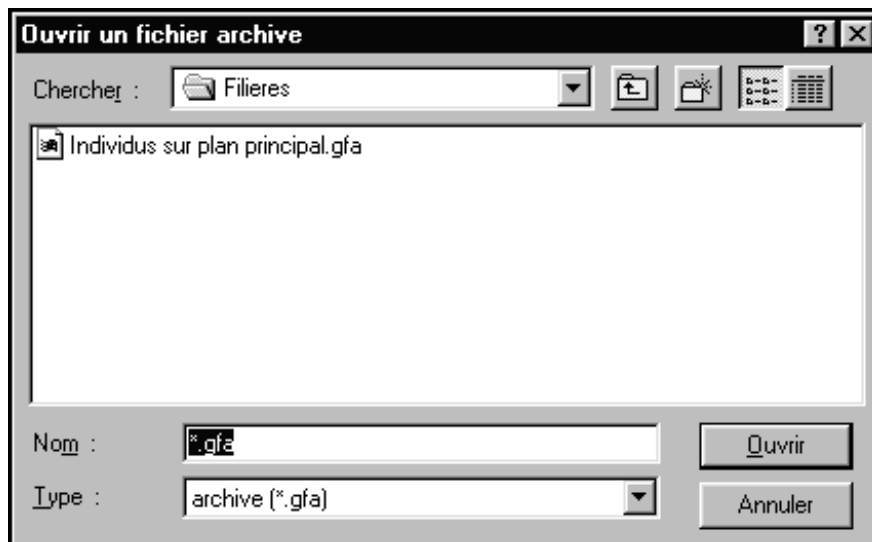 Ouvrir un fichier archive
Chercher : Filieres
Individus sur plan principal.gfa
Nom : *.gfa Ouvrir
Type : archive (*.gfa) Annuler